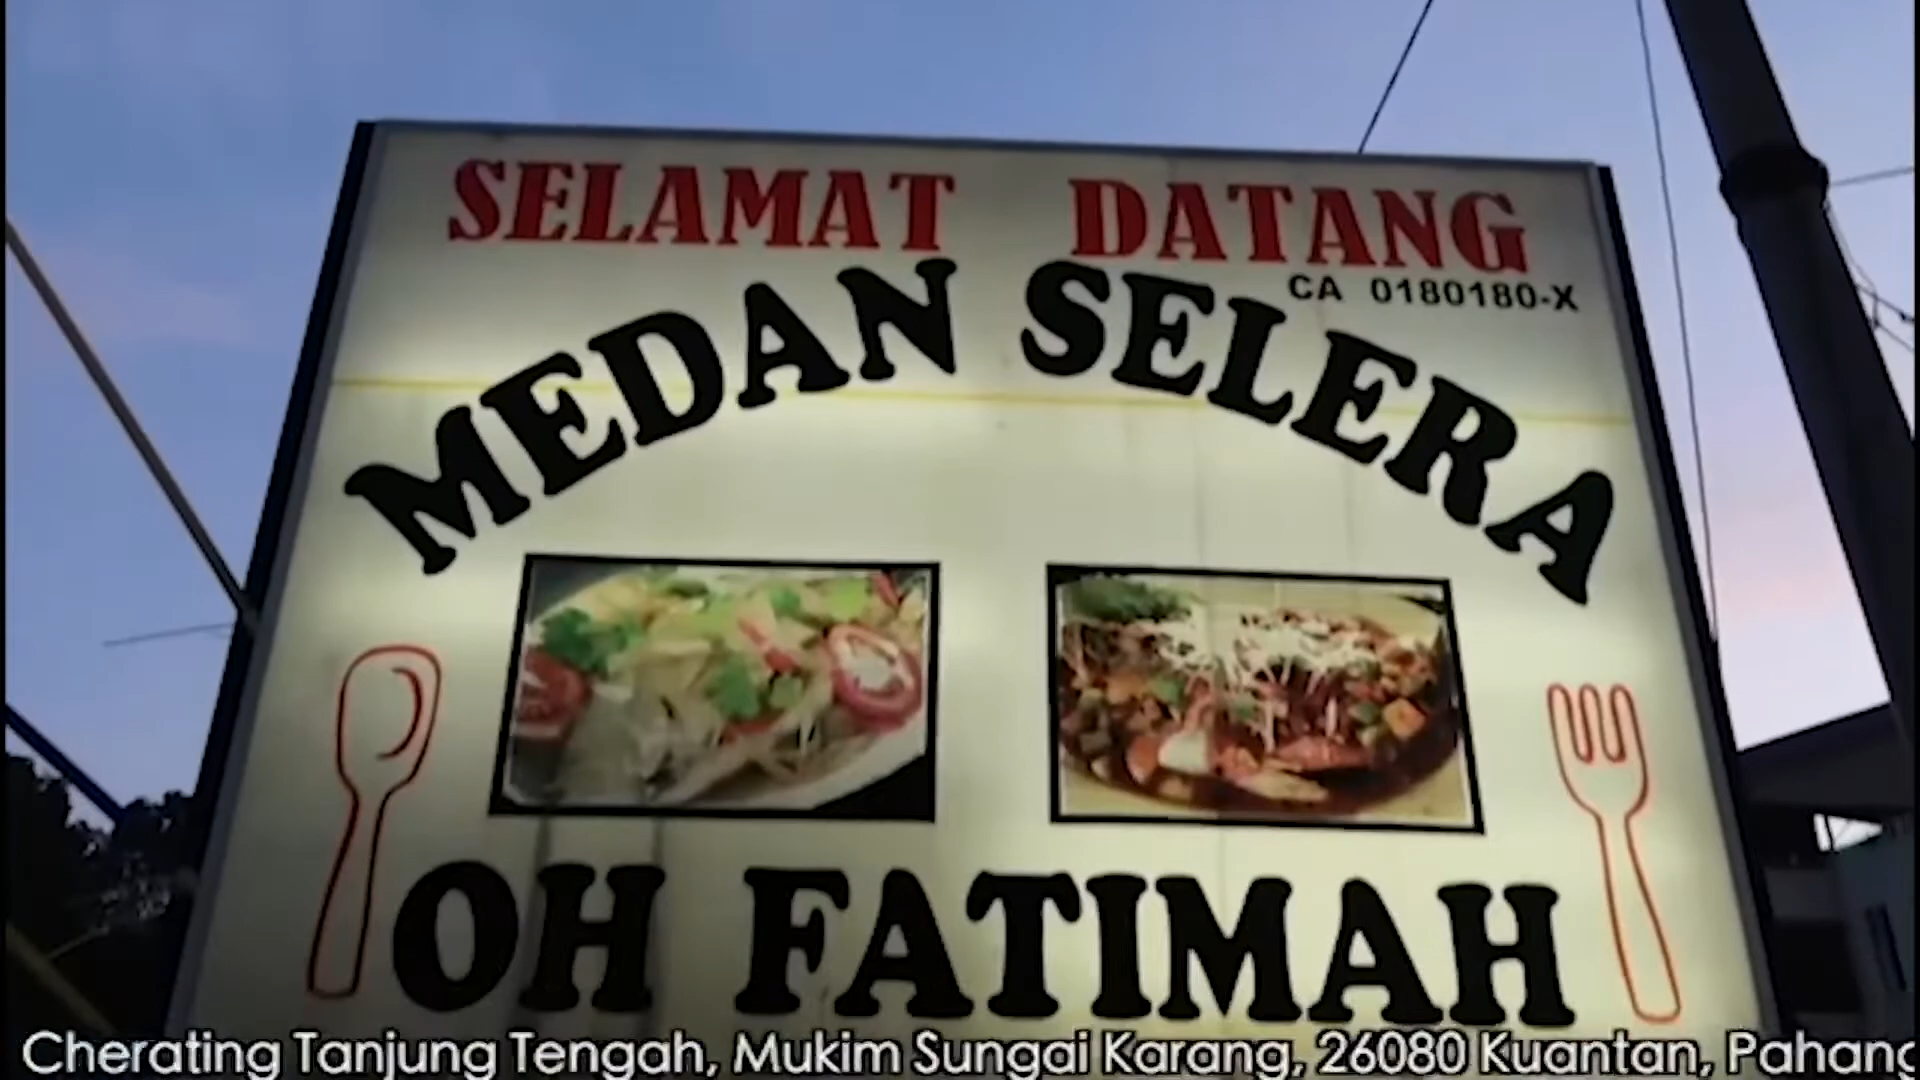 SELAMAT DATANG
CA 0180180-X
MEDAN SELERA
OH FATIMAH
Cherating Tanjung Tengah, Mukim Sungai Karang, 26080 Kuantan, Pahang